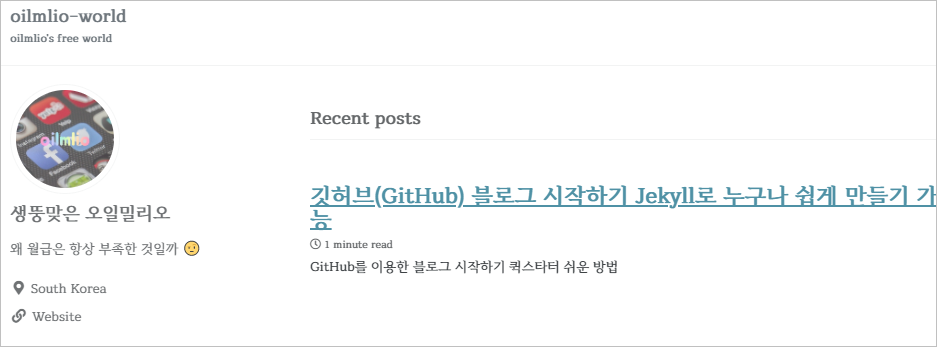 oilmlio-world
oilmlio's free world
oilmlio
Facebook
Twitter
생뚱맞은 오일밀리오
왜 월급은 항상 부족한 것일까
South Korea
Website
Recent posts
깃허브(GitHub) 블로그 시작하기 Jekyll로 누구나 쉽게 만들기 가
능
1 minute read
GitHub를 이용한 블로그 시작하기 퀵스타터 쉬운 방법